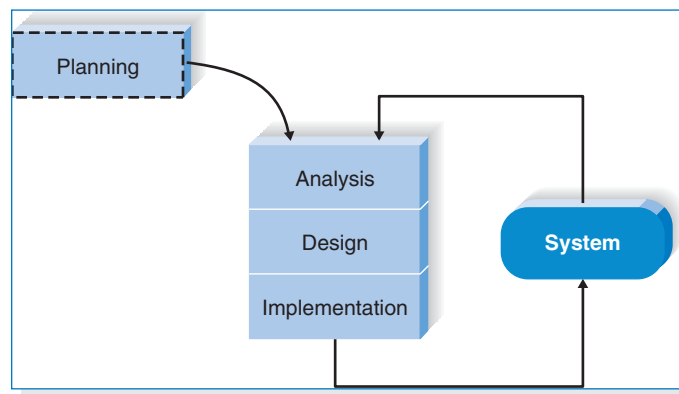 Planning
Analysis
Design
System
Implementation